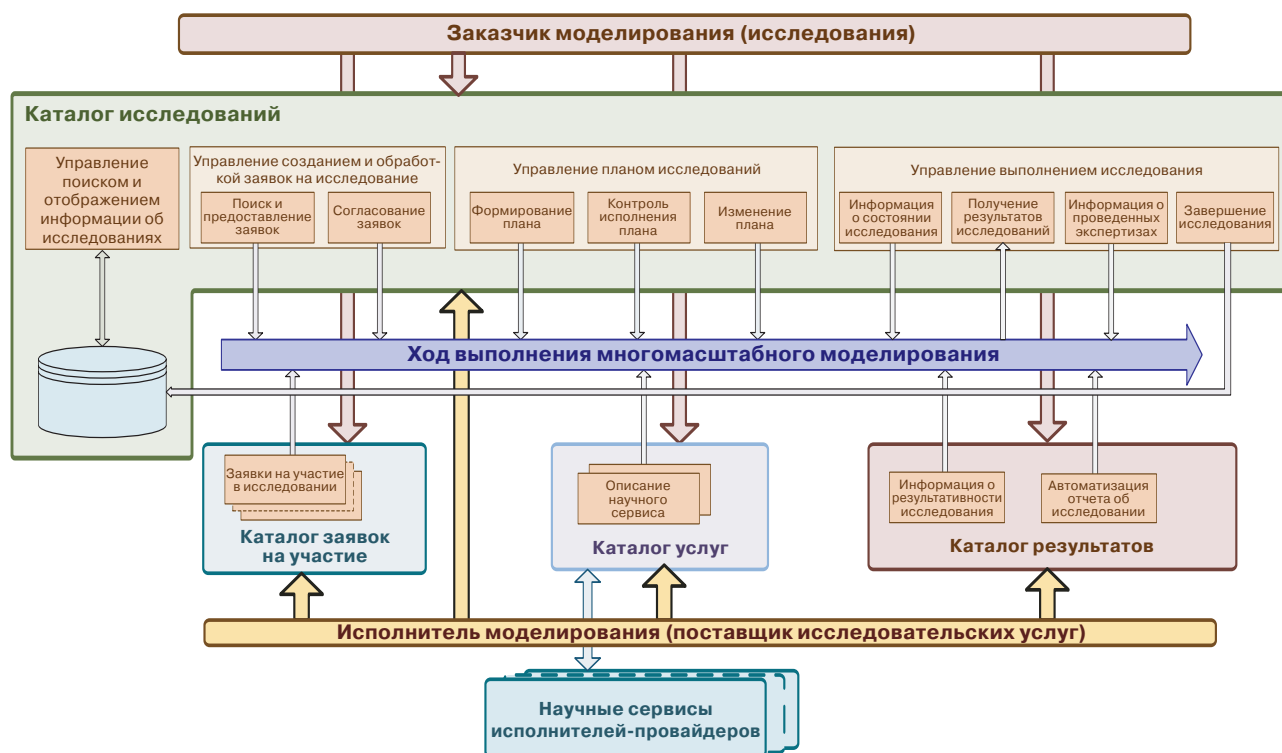 Заказчик моделирования (исследования)
Каталог исследований
Управление
поиском и
отображением
информации об
исследованиях
Управление созданием и обработ-
кой заявок на исследование
Поиск и
предоставление
заявок
Согласование
заявок
Управление планом исследований
Формирование
плана
Контроль
исполнения
плана
Изменение
плана
Управление выполнением исследования
Информация
о состоянии
исследования
Получение
результатов
исследований
Информация о
проведенных
экспертизах
Завершение
исследования
Ход выполнения многомасштабного моделирования
Заявки на участие
в исследовании
Каталог заявок
на участие
Описание
научного
сервиса
Каталог услуг
Информация о
результативности
исследования
Автоматизация
отчета об
исследовании
Каталог результатов
Исполнитель моделирования (поставщик исследовательских услуг)
Научные сервисы
исполнителей-провайдеров